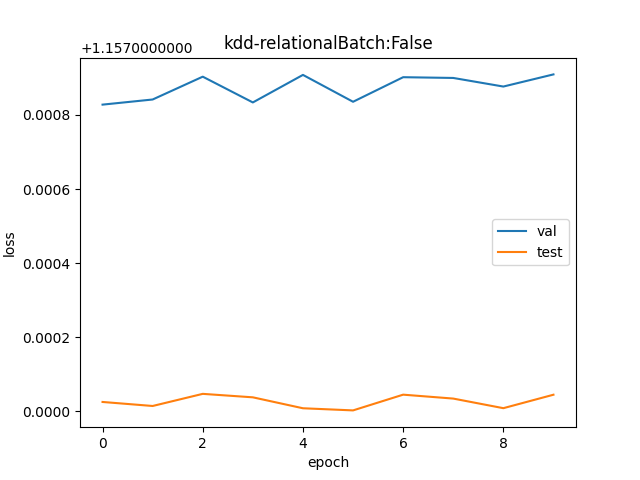 +1.1570000000
kdd-relationalBatch:False
0.0008
0.0006
0.0004
0.0002
0.0000
loss
val
test
0 2 4 6 8
epoch